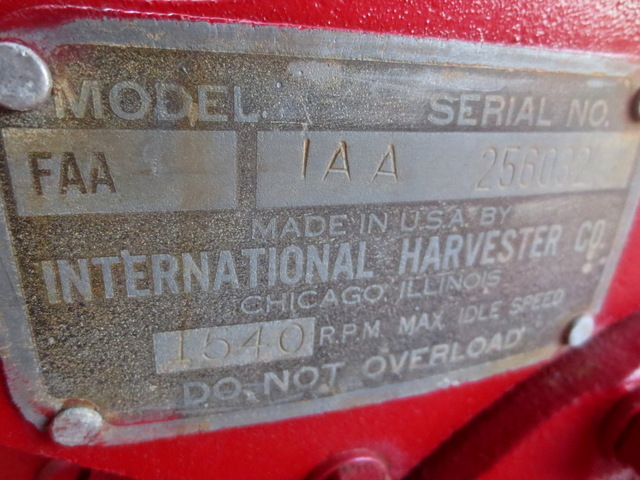 MODEL. SERIAL NO.
FAA 1AA 256032
MADE IN U.S.A. BY
INTERNATIONAL HARVESTER CO.
CHICAGO, ILLINOIS
1540 R.P.M. MAX. IDLE SPEED
DO NOT OVERLOAD